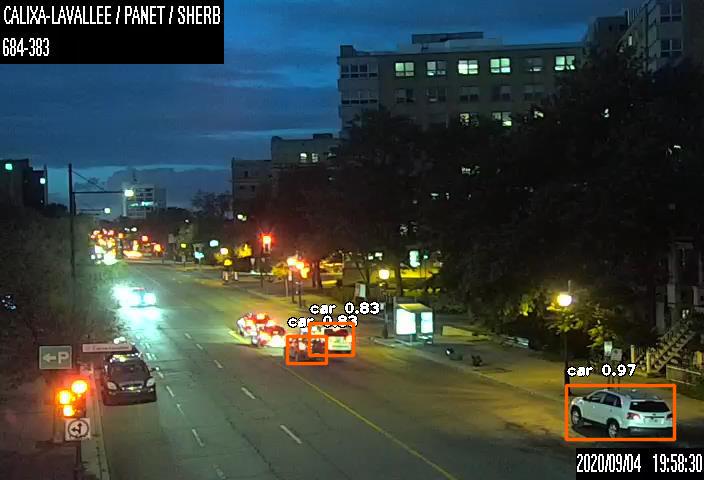 CALIXA-LAVALLEE / PANET / SHERB
684-383
car 0.83
car 0.83
car 0.97
P
2020/09/04 19:58:30